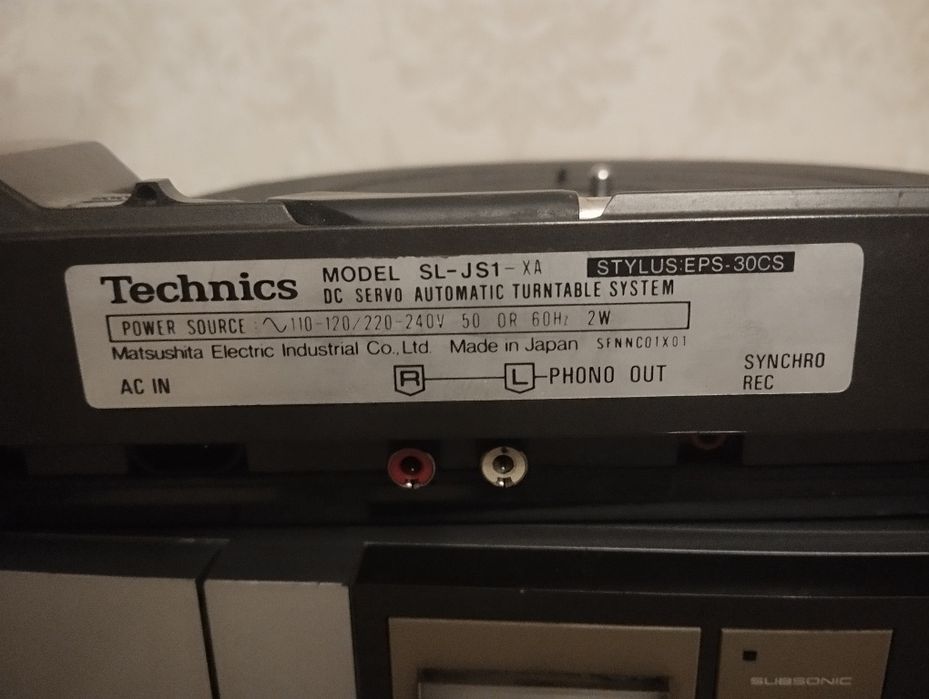 Technics MODEL SL-JS1-XA STYLUS:EPS-30CS
DC SERVO AUTOMATIC TURNTABLE SYSTEM
POWER SOURCE : ∿110-120/220-240V 50 OR 60Hz 2W
Matsushita Electric Industrial Co., Ltd. Made in Japan SFNNC01X01
AC IN R L PHONO OUT SYNCHRO REC
SUBSONIC